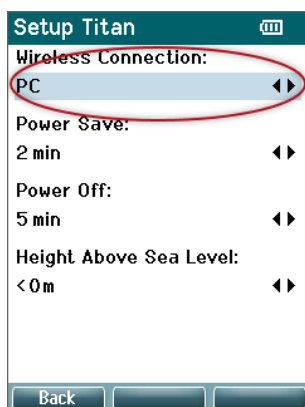 Setup Titan
Wireless Connection:
PC
Power Save:
2 min
Power Off:
5 min
Height Above Sea Level:
<0m
Back